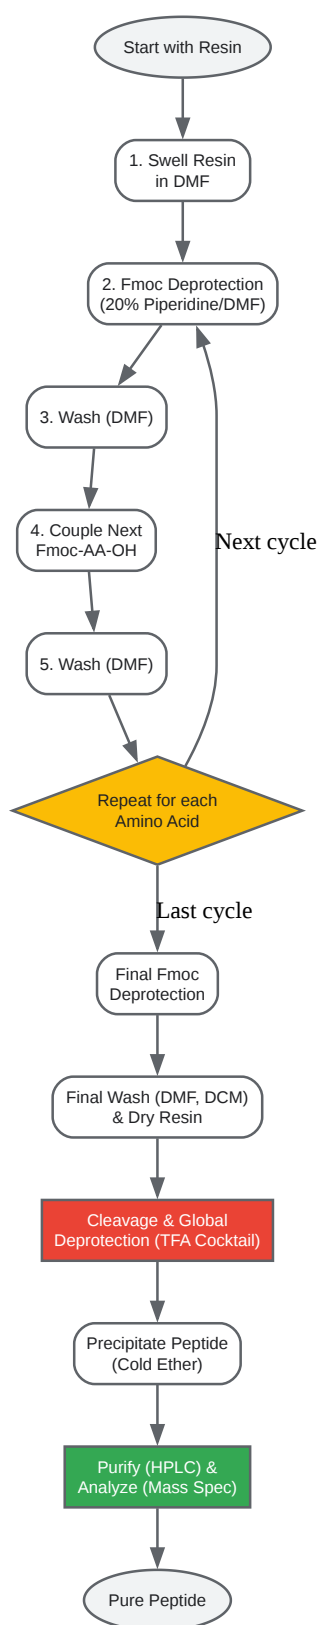 Start with Resin
1. Swell Resin
in DMF
2. Fmoc Deprotection
(20% Piperidine/DMF)
3. Wash (DMF)
4. Couple Next
Fmoc-AA-OH
Next cycle
5. Wash (DMF)
Repeat for each
Amino Acid
Last cycle
Final Fmoc
Deprotection
Final Wash (DMF, DCM)
& Dry Resin
Cleavage & Global
Deprotection (TFA Cocktail)
Precipitate Peptide
(Cold Ether)
Purify (HPLC) &
Analyze (Mass Spec)
Pure Peptide